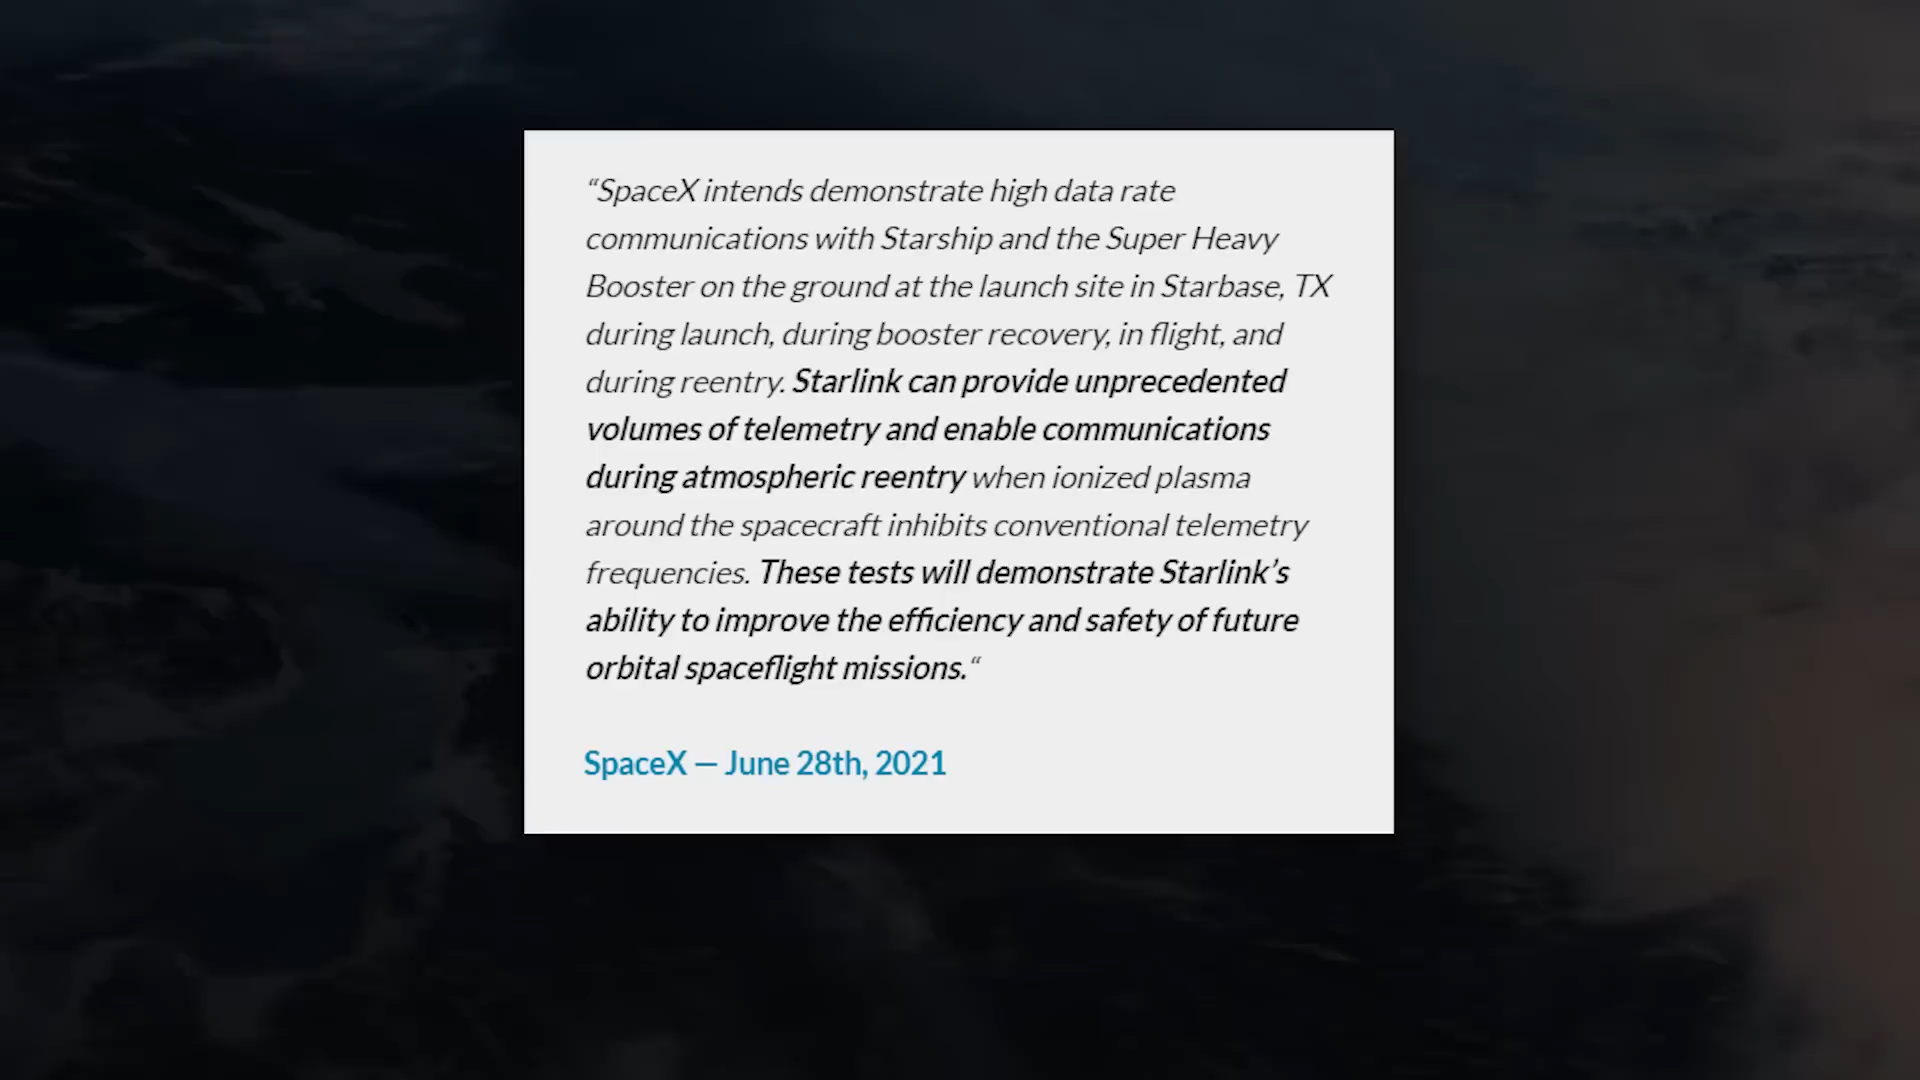 “SpaceX intends demonstrate high data rate
communications with Starship and the Super Heavy
Booster on the ground at the launch site in Starbase, TX
during launch, during booster recovery, in flight, and
during reentry. Starlink can provide unprecedented
volumes of telemetry and enable communications
during atmospheric reentry when ionized plasma
around the spacecraft inhibits conventional telemetry
frequencies. These tests will demonstrate Starlink’s
ability to improve the efficiency and safety of future
orbital spaceflight missions.“
SpaceX — June 28th, 2021